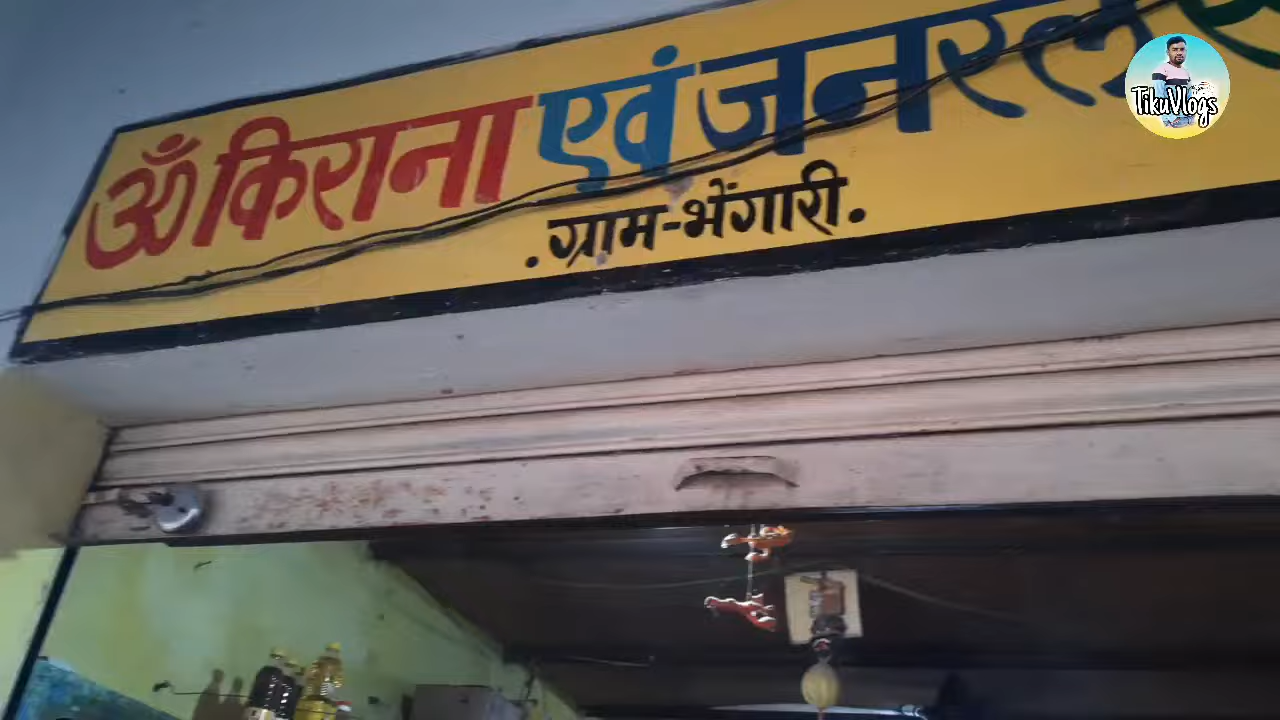 ॐ किराना एवं जनरल
. ग्राम-भेंगारी.
TikuVlogs